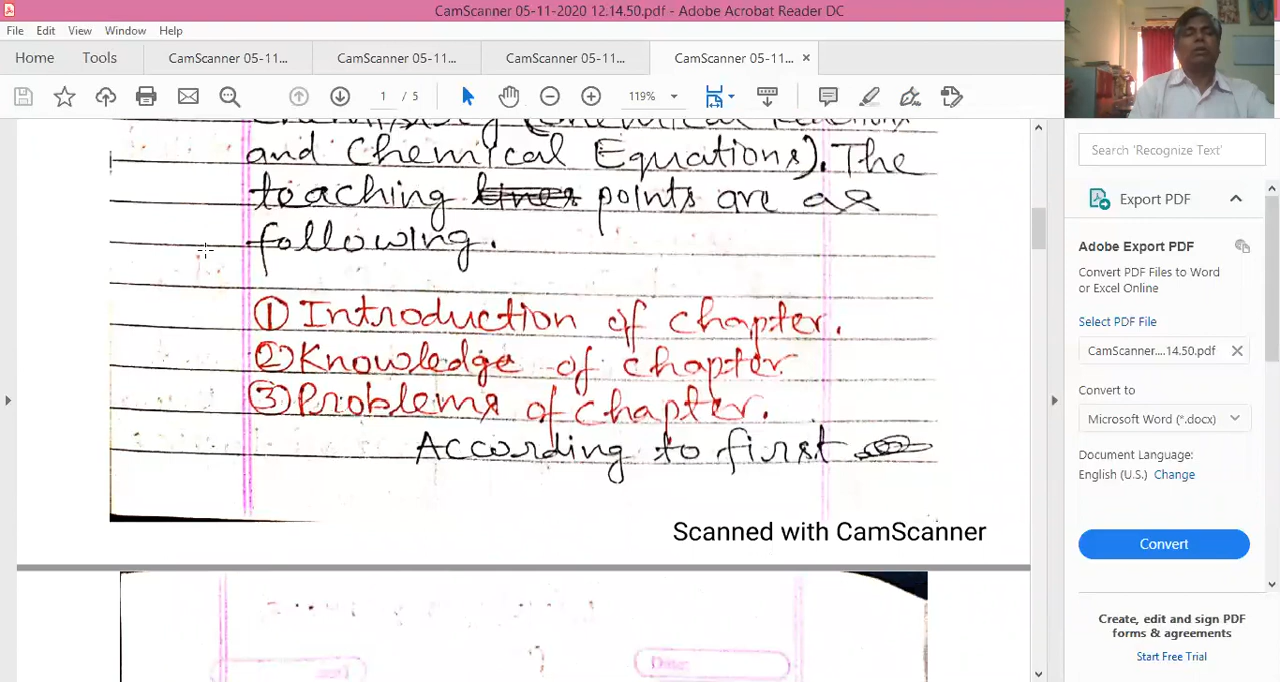 CamScanner 05-11-2020 12.14.50.pdf - Adobe Acrobat Reader DC
File Edit View Window Help
Home Tools CamScanner 05-11... CamScanner 05-11... CamScanner 05-11... CamScanner 05-11... ×
1 / 5 119%
and Chemical Equations). The
teaching points are as
following.
① Introduction of chapter.
② Knowledge of chapter
③ Problems of chapter.
According to first
Scanned with CamScanner
Date:
Search 'Recognize Text'
Export PDF
Adobe Export PDF
Convert PDF Files to Word
or Excel Online
Select PDF File
CamScanner....14.50.pdf
Convert to
Microsoft Word (*.docx)
Document Language:
English (U.S.) Change
Convert
Create, edit and sign PDF
forms & agreements
Start Free Trial